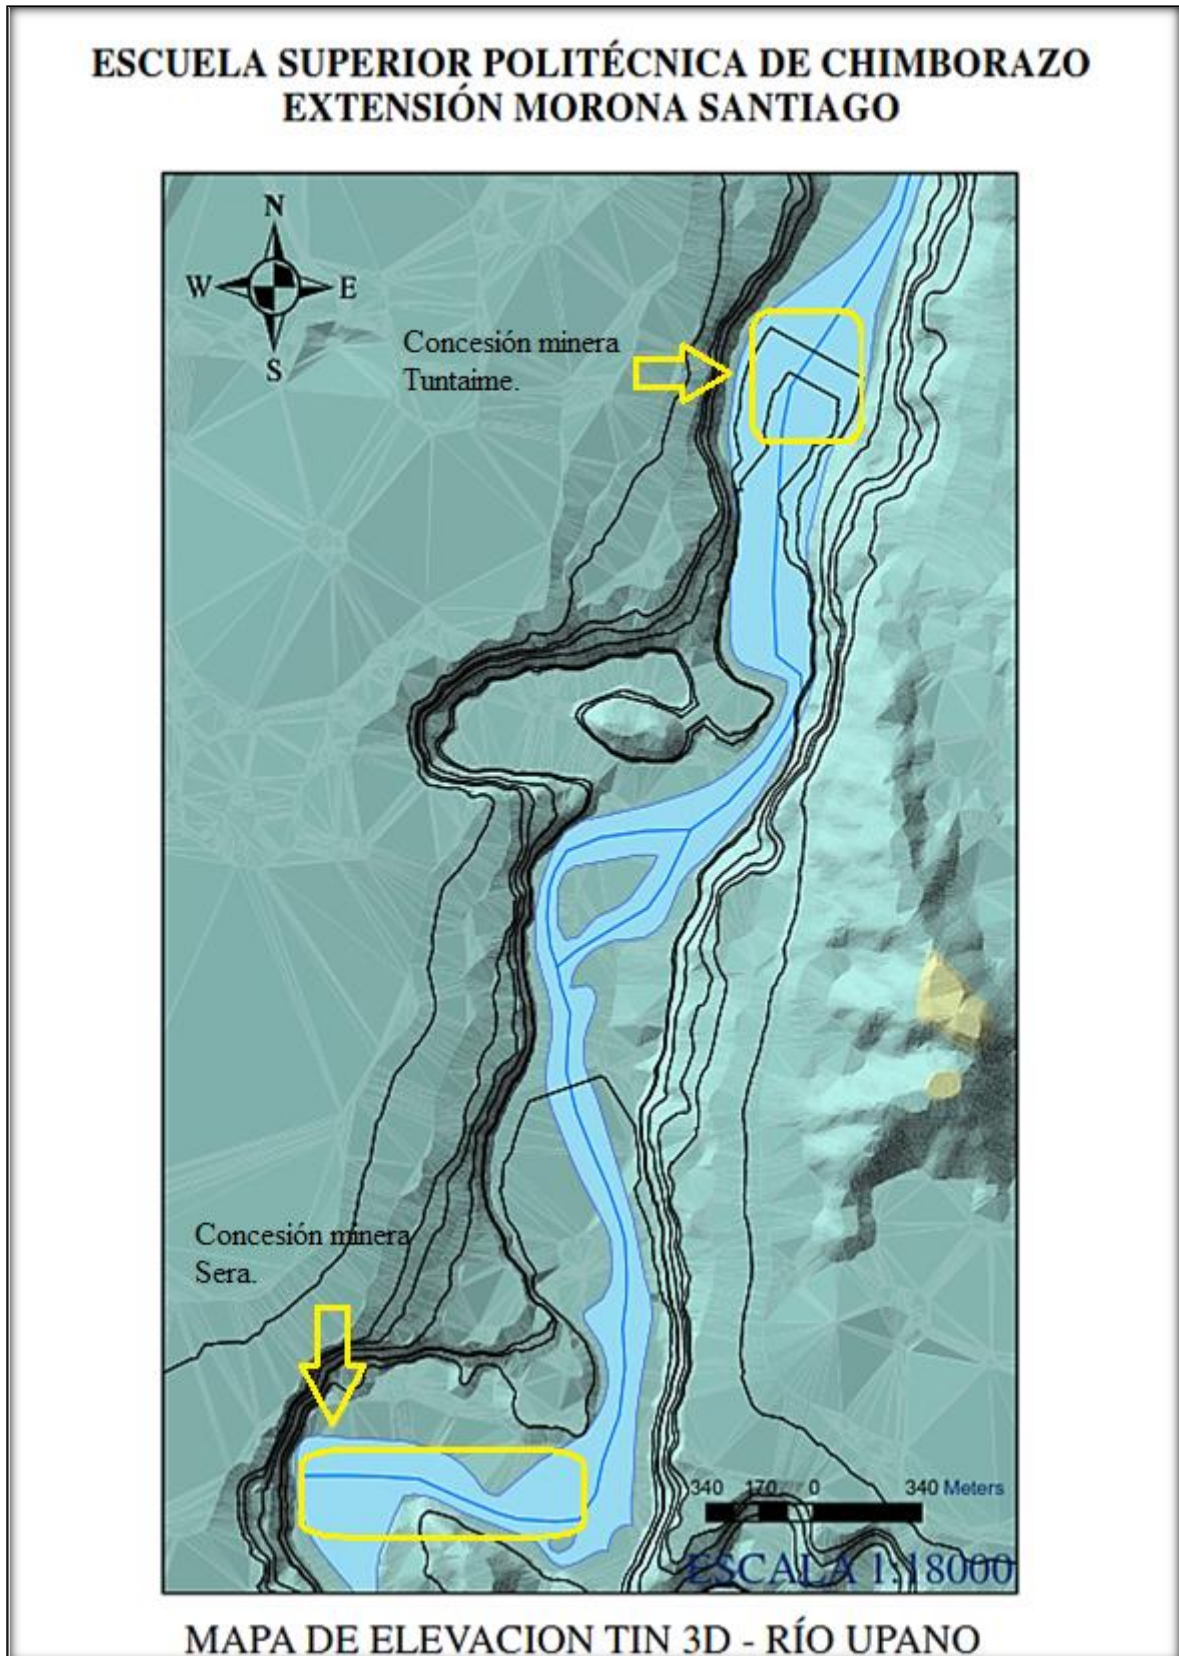 ESCUELA SUPERIOR POLITÉCNICA DE CHIMBORAZO
EXTENSIÓN MORONA SANTIAGO
N
W E
S
Concesión minera
Tuntaime.
Concesión minera
Sera.
340 170 0 340 Meters
ESCALA 1:18000
MAPA DE ELEVACION TIN 3D - RÍO UPANO